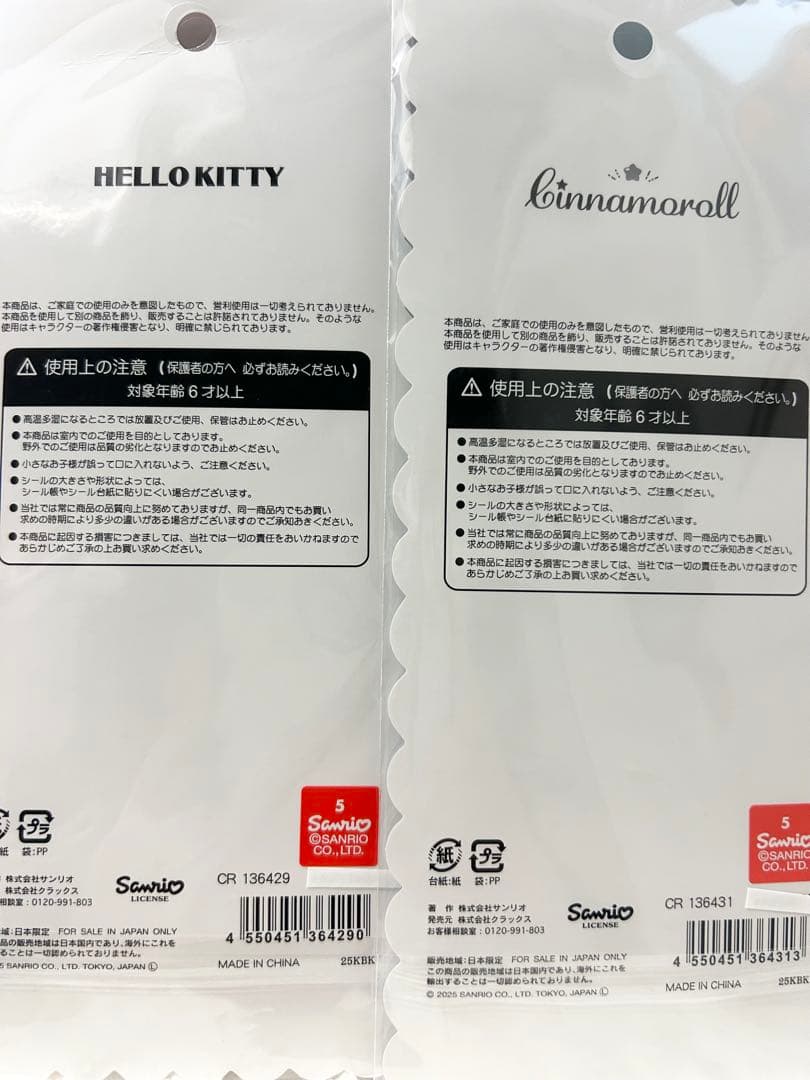 HELLO KITTY
本商品は、ご家庭での使用のみを意図したもので、営利使用は一切考えられておりません。
本商品を使用して別の商品を飾り、販売することは許諾されておりません。そのような
使用はキャラクターの著作権侵害となり、明確に禁じられております。
使用上の注意 (保護者の方へ 必ずお読みください。)
対象年齢6才以上
●高温多湿になるところでは放置及びご使用、保管はお止めください。
●本商品は室内でのご使用を目的としております。
野外でのご使用は品質の劣化となりますのでお止めください。
●小さなお子様が誤って口に入れないよう、ご注意ください。
●シールの大きさや形状によっては、
シール帳やシール台紙に貼りにくい場合がございます。
●当社では常に商品の品質向上に努めておりますが、同一商品内でもお買い
求めの時期により多少の違いがある場合がございますのでご承知おきください。
●本商品に起因する損害につきましては、当社では一切の責任をおいかねますので
あらかじめご了承の上お買い求めください。
5
Sanrio
©SANRIO
CO., LTD.
紙
プラ
袋:PP
株式会社サンリオ
株式会社クラックス
相談室:0120-991-803
Sanrio
LICENSE
CR 136429
4 550451 364290
域:日本限定 FOR SALE IN JAPAN ONLY
品の販売地域は日本国内であり、海外にこれを
ることは一切認められておりません。
5 SANRIO CO., LTD. TOKYO, JAPAN Ⓛ
MADE IN CHINA
25KBK
Cinnamoroll
本商品は、ご家庭での使用のみを意図したもので、営利使用は一切考えられておりません
本商品を使用して別の商品を飾り、販売することは許諾されておりません。そのような
使用はキャラクターの著作権侵害となり、明確に禁じられております。
使用上の注意 (保護者の方へ 必ずお読みください。)
対象年齢6才以上
●高温多湿になるところでは放置及びご使用、保管はお止めください。
●本商品は室内でのご使用を目的としております。
野外でのご使用は品質の劣化となりますのでお止めください。
●小さなお子様が誤って口に入れないよう、ご注意ください。
●シールの大きさや形状によっては、
シール帳やシール台紙に貼りにくい場合がございます。
●当社では常に商品の品質向上に努めておりますが、同一商品内でもお買い
求めの時期により多少の違いがある場合がございますのでご承知おきください。
●本商品に起因する損害につきましては、当社では一切の責任をおいかねますので
あらかじめご了承の上お買い求めください。
5
Sanrio
©SANRIO
CO., LTD.
紙
台紙:紙
プラ
袋:PP
著作 株式会社サンリオ
発売元 株式会社クラックス
お客様相談室:0120-991-803
Sanrio
LICENSE
CR 136431
4 550451 364313
販売地域:日本限定 FOR SALE IN JAPAN ONLY
この商品の販売地域は日本国内であり、海外にこれを
輸出することは一切認められておりません。
© 2025 SANRIO CO., LTD. TOKYO, JAPAN Ⓛ
MADE IN CHINA
25KBK